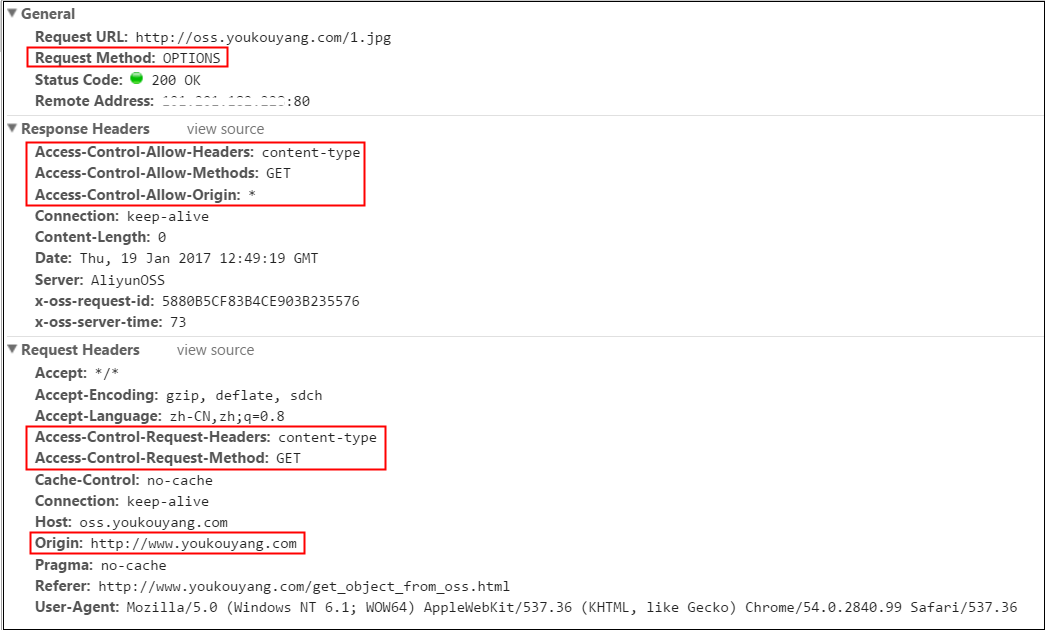 General
Request URL: http://oss.youkouyang.com/1.jpg
Request Method: OPTIONS
Status Code: 200 OK
Remote Address: :80
Response Headers view source
Access-Control-Allow-Headers: content-type
Access-Control-Allow-Methods: GET
Access-Control-Allow-Origin: *
Connection: keep-alive
Content-Length: 0
Date: Thu, 19 Jan 2017 12:49:19 GMT
Server: AliyunOSS
x-oss-request-id: 5880B5CF83B4CE903B235576
x-oss-server-time: 73
Request Headers view source
Accept: */*
Accept-Encoding: gzip, deflate, sdch
Accept-Language: zh-CN,zh;q=0.8
Access-Control-Request-Headers: content-type
Access-Control-Request-Method: GET
Cache-Control: no-cache
Connection: keep-alive
Host: oss.youkouyang.com
Origin: http://www.youkouyang.com
Pragma: no-cache
Referer: http://www.youkouyang.com/get_object_from_oss.html
User-Agent: Mozilla/5.0 (Windows NT 6.1; WOW64) AppleWebKit/537.36 (KHTML, like Gecko) Chrome/54.0.2840.99 Safari/537.36